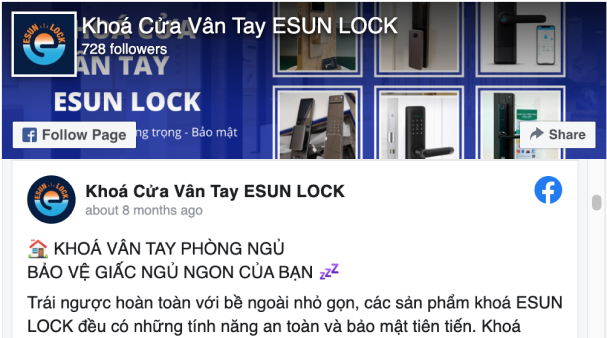 Khoá Cửa Vân Tay ESUN LOCK
728 followers
KHOÁ CỬA
VÂN TAY
ESUN LOCK
ng trọng - Bảo mật
Follow Page
Share
ESUN LOCK
Khoá Cửa Vân Tay ESUN LOCK
about 8 months ago
🏠 KHOÁ VÂN TAY PHÒNG NGỦ
BẢO VỆ GIẤC NGỦ NGON CỦA BẠN 💤
Trái ngược hoàn toàn với bề ngoài nhỏ gọn, các sản phẩm khoá ESUN
LOCK đều có những tính năng an toàn và bảo mật tiên tiến. Khoá